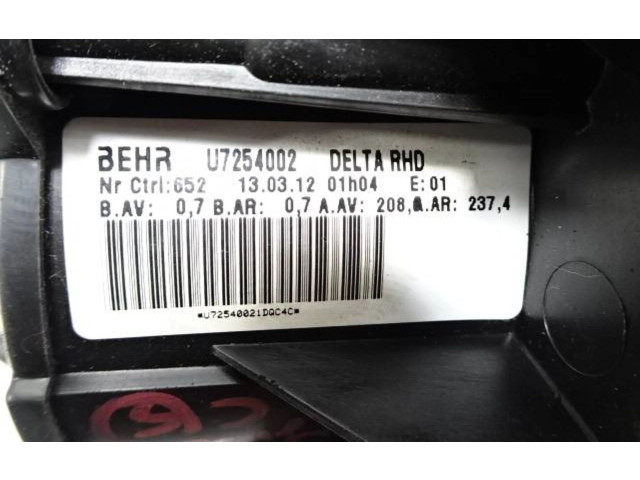 BEHR U7254002 DELTA RHD
Nr Ctrl:652 13.03.12 01h04 E:01
B.AV: 0,7 B.AR: 0,7 A.AV: 208, A.AR: 237,4
*U72540021DQC4C*